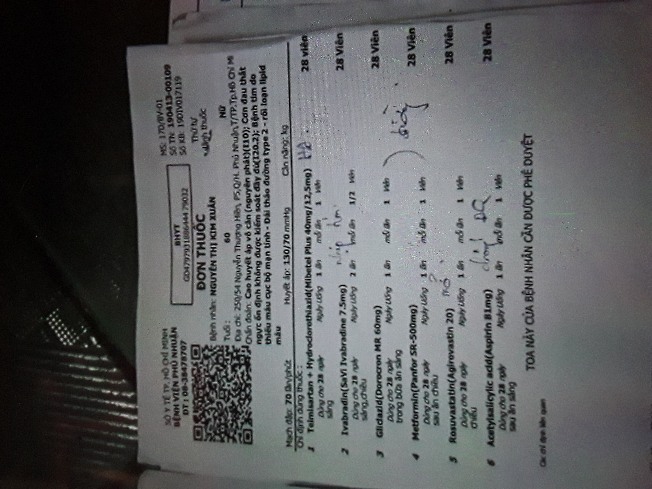 SỞ Y TẾ TP. HỒ CHÍ MINH
BỆNH VIỆN PHÚ NHUẬN
ĐT : 08-38478707
BHYT
GD4797931886444 79032
MS: 17D/BV-01
Số TN: 190413-00109
Số KB: 19DIV017119
ĐƠN THUỐC
Thứ tự
lãnh thuốc
Bệnh nhân: NGUYỄN THỊ KIM XUÂN
Tuổi : 60 Nữ
Địa chỉ: 250/54 Nguyễn Thượng Hiền, P5,Q/H. Phú Nhuận,T/TP.Tp.Hồ Chí Mi
Chẩn đoán: Cao huyết áp vô căn (nguyên phát)(I10); Cơn đau thắt
ngực ổn định không được kiểm soát đầy đủ(I20.2); Bệnh tim do
thiếu máu cục bộ mạn tính - Đái tháo đường type 2 - rối loạn lipid
máu
Mạch đập: 70 lần/phút Huyết áp: 130/70 mmHg Cân nặng: kg
Chỉ định dùng thuốc :
1 Telmisartan + Hydroclorothiazid(Mibetel Plus 40mg/12,5mg) HA 28 viên
Dùng cho 28 ngày Ngày Uống 1 lần mỗi lần 1 Viên
sáng
2 Ivabradin(SaVi Ivabradine 7.5mg) nhịp tim 28 Viên
Dùng cho 28 ngày Ngày Uống 2 lần mỗi lần 1/2 Viên
sáng,chiều
3 Gliclazid(Dorocron MR 60mg) 28 Viên
Dùng cho 28 ngày Ngày Uống 1 lần mỗi lần 1 Viên
trong bữa ăn sáng
4 Metformin(Panfor SR-500mg) 28 Viên
Dùng cho 28 ngày Ngày Uống 1 lần mỗi lần 1 Viên
sau ăn chiều
5 Rosuvastatin(Agirovastin 20) mỡ 28 Viên
Dùng cho 28 ngày Ngày Uống 1 lần mỗi lần 1 Viên
chiều
6 Acetylsalicylic acid(Aspirin 81mg) 28 Viên
Dùng cho 28 ngày Ngày Uống 1 lần mỗi lần 1 Viên
sau ăn sáng
TOA NÀY CỦA BỆNH NHÂN CẦN ĐƯỢC PHÊ DUYỆT
Các chỉ định liên quan